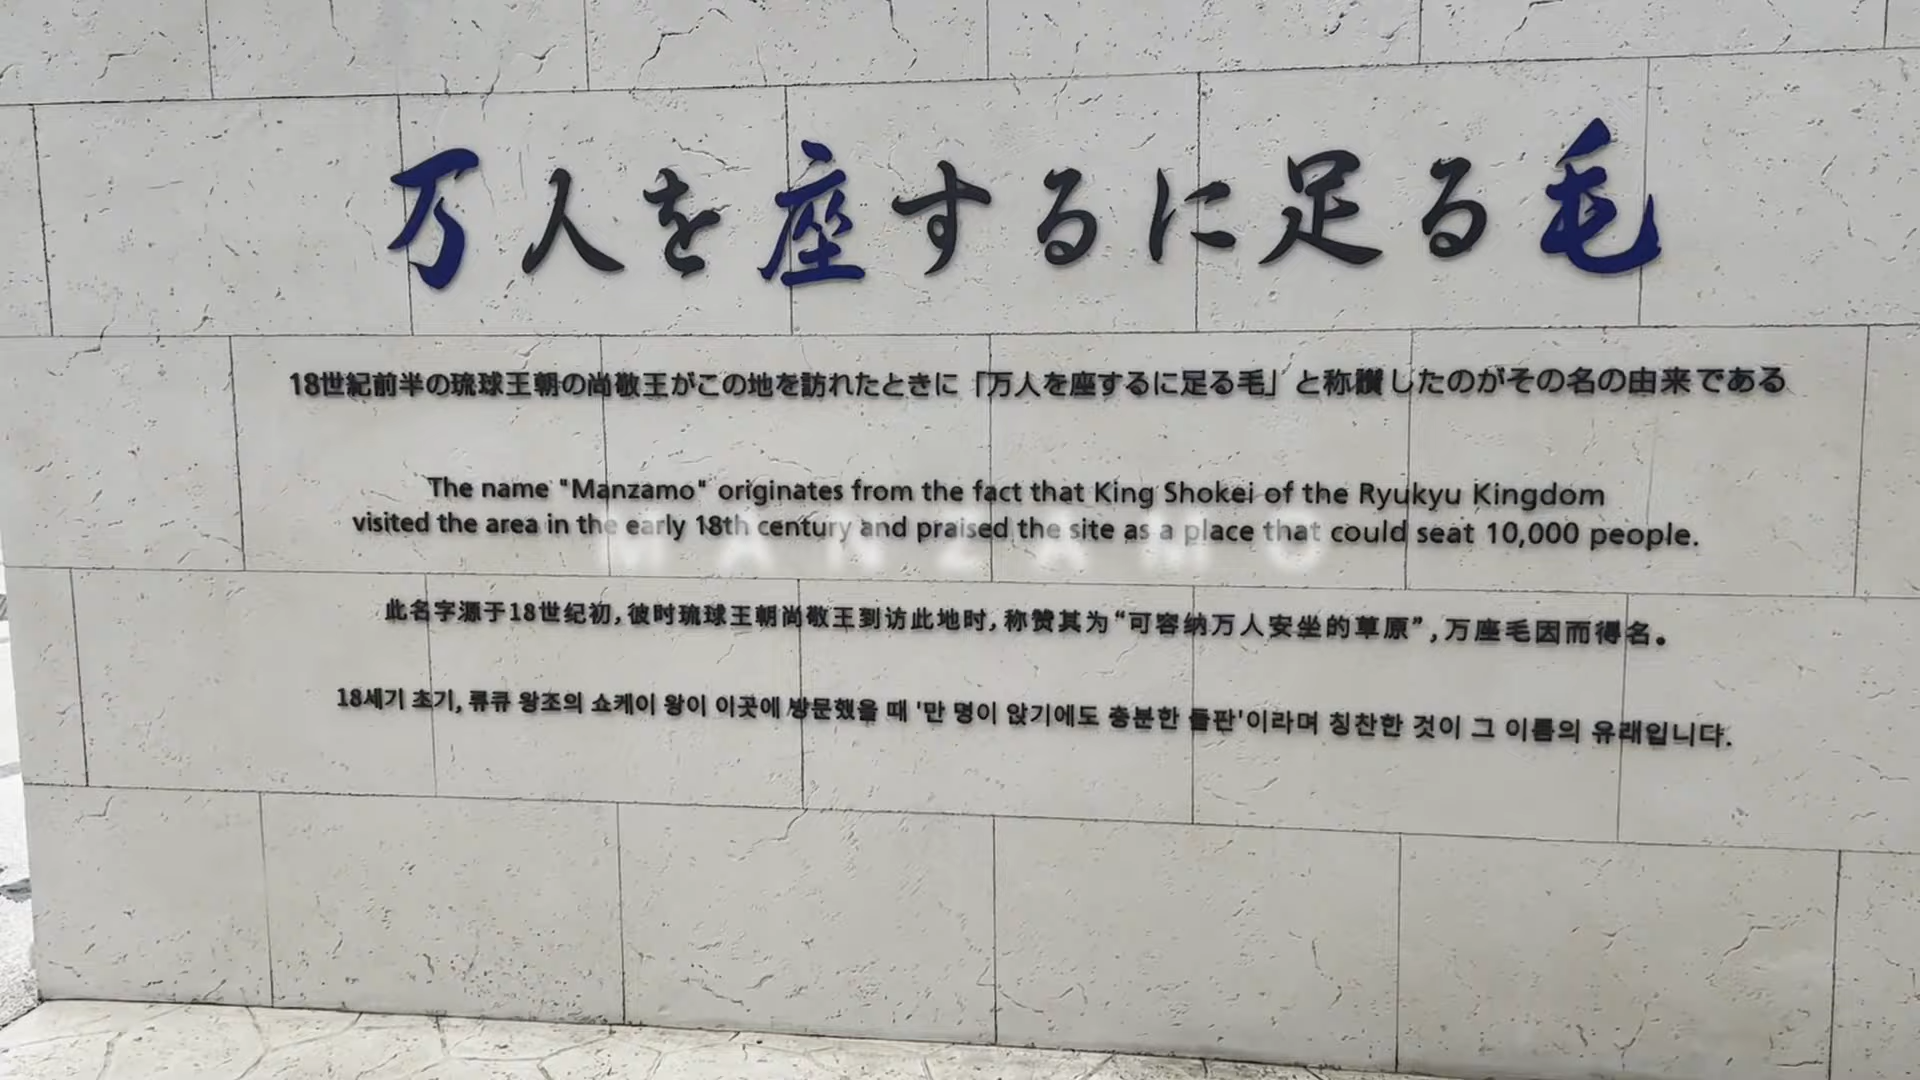 万人を座するに足る毛
18世紀前半の琉球王朝の尚敬王がこの地を訪れたときに「万人を座するに足る毛」と称讃したのがその名の由来である
The name "Manzamo" originates from the fact that King Shokei of the Ryukyu Kingdom
visited the area in the early 18th century and praised the site as a place that could seat 10,000 people.
MANZAMO
此名字源于18世纪初,彼时琉球王朝尚敬王到访此地时,称赞其为“可容纳万人安坐的草原”,万座毛因而得名。
18세기 초기, 류큐 왕조의 쇼케이 왕이 이곳에 방문했을 때 '만 명이 앉기에도 충분한 들판'이라며 칭찬한 것이 그 이름의 유래입니다.